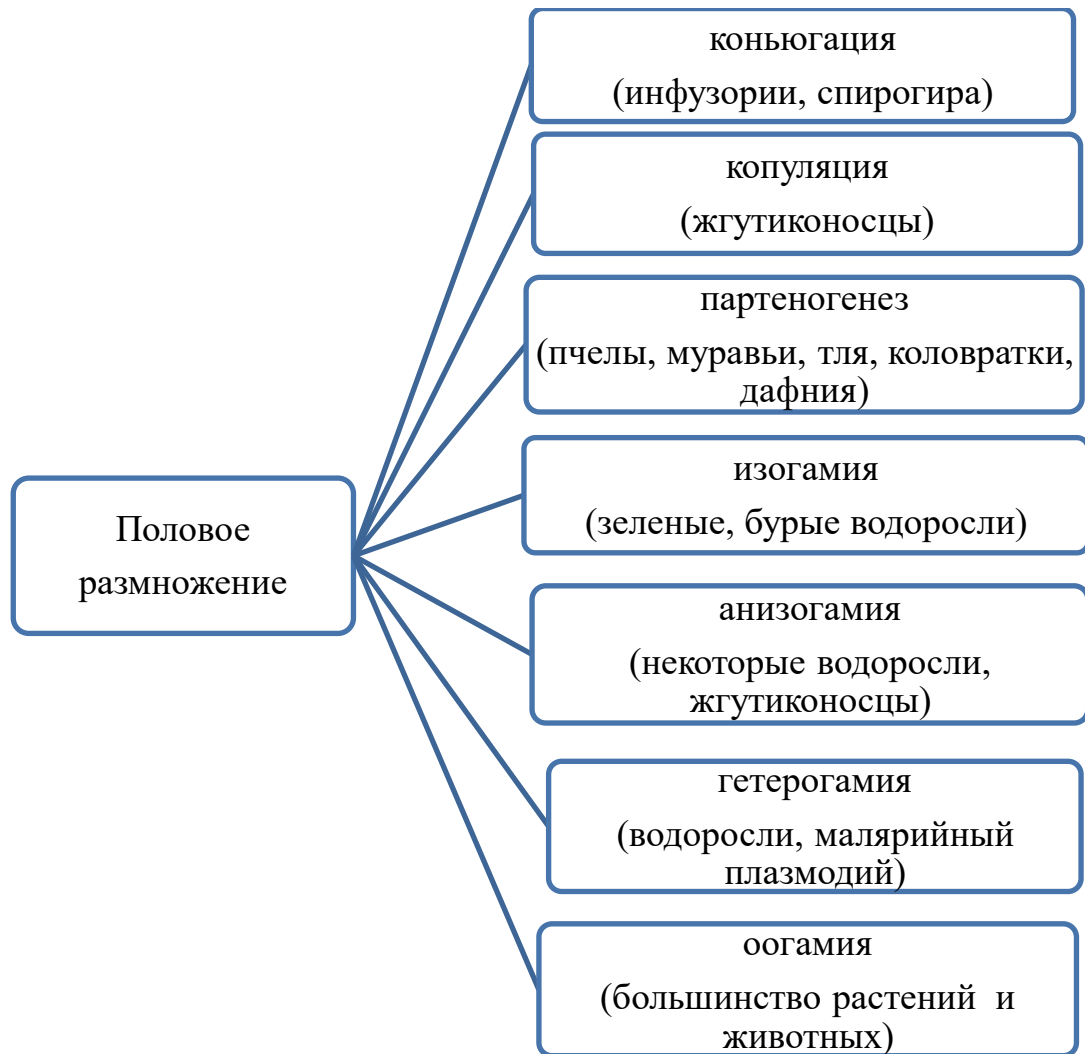 Половое
размножение
коньюгация
(инфузории, спирогира)
копуляция
(жгутиконосцы)
партеногенез
(пчелы, муравьи, тля, коловратки,
дафния)
изогамия
(зеленые, бурые водоросли)
анизогамия
(некоторые водоросли,
жгутиконосцы)
гетерогамия
(водоросли, малярийный
плазмодий)
оогамия
(большинство растений и
животных)